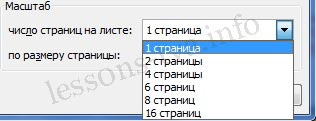 Масштаб
число страниц на листе: 1 страница
1 страница
по размеру страницы: 2 страницы
4 страницы
6 страниц
8 страниц
16 страниц
lessons-tva.info